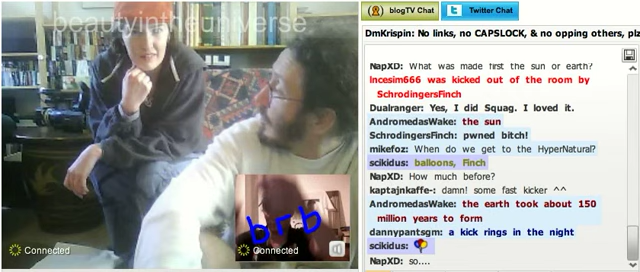 beautyintheuniverse
brb
Connected
Connected
blogTV Chat
Twitter Chat
DmKrispin: No links, no CAPSLOCK, & no opping others, plz
NapXD: What was made first the sun or earth?
Incesim666 was kicked out of the room by
SchrodingersFinch
Dualranger: Yes, I did Squag. I loved it.
AndromedasWake: the sun
SchrodingersFinch: pwned bitch!
mikefoz: When do we get to the HyperNatural?
scikidus: balloons, Finch
NapXD: How much before?
kaptajnkaffe-: damn! some fast kicker ^^
AndromedasWake: the earth took about 150
million years to form
dannypantsgm: a kick rings in the night
scikidus:
NapXD: so....